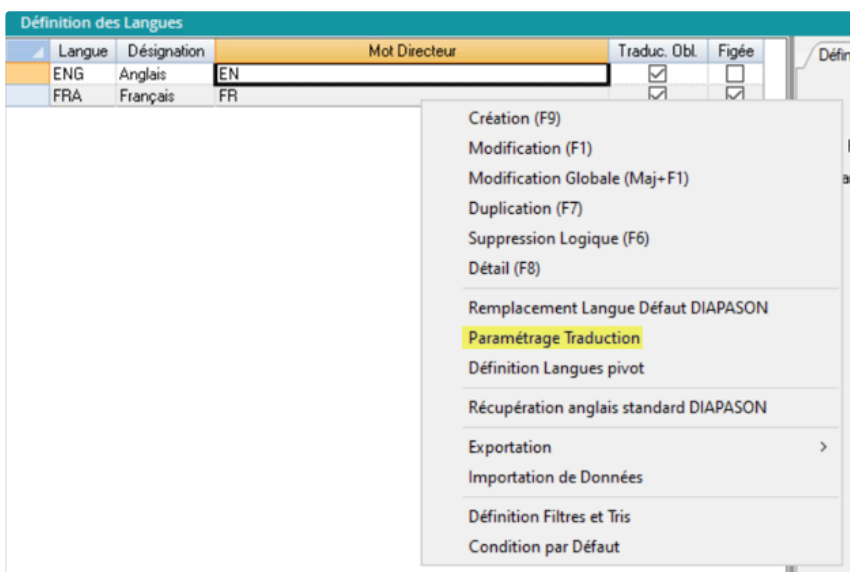 Définition des Langues
Langue Désignation Mot Directeur Traduc. Obl. Figée
ENG Anglais EN
FRA Français FR
Création (F9)
Modification (F1)
Modification Globale (Maj+F1)
Duplication (F7)
Suppression Logique (F6)
Détail (F8)
Remplacement Langue Défaut DIAPASON
Paramétrage Traduction
Définition Langues pivot
Récupération anglais standard DIAPASON
Exportation
Importation de Données
Définition Filtres et Tris
Condition par Défaut